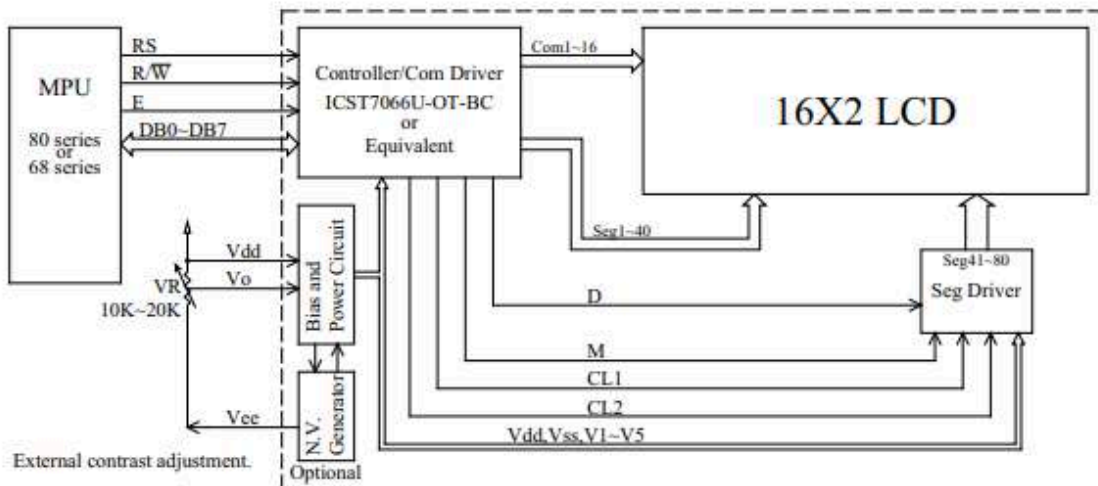 MPU
80 series
or
68 series
RS
R/W̅
E
DB0~DB7
Controller/Com Driver
ICST7066U-OT-BC
or
Equivalent
Com1~16
16X2 LCD
Seg1~40
Seg41~80
Seg Driver
Vdd
Vo
VR
10K~20K
Bias and
Power Circuit
D
M
CL1
CL2
Vdd,Vss,V1~V5
Vee
N.V.
Generator
Optional
External contrast adjustment.